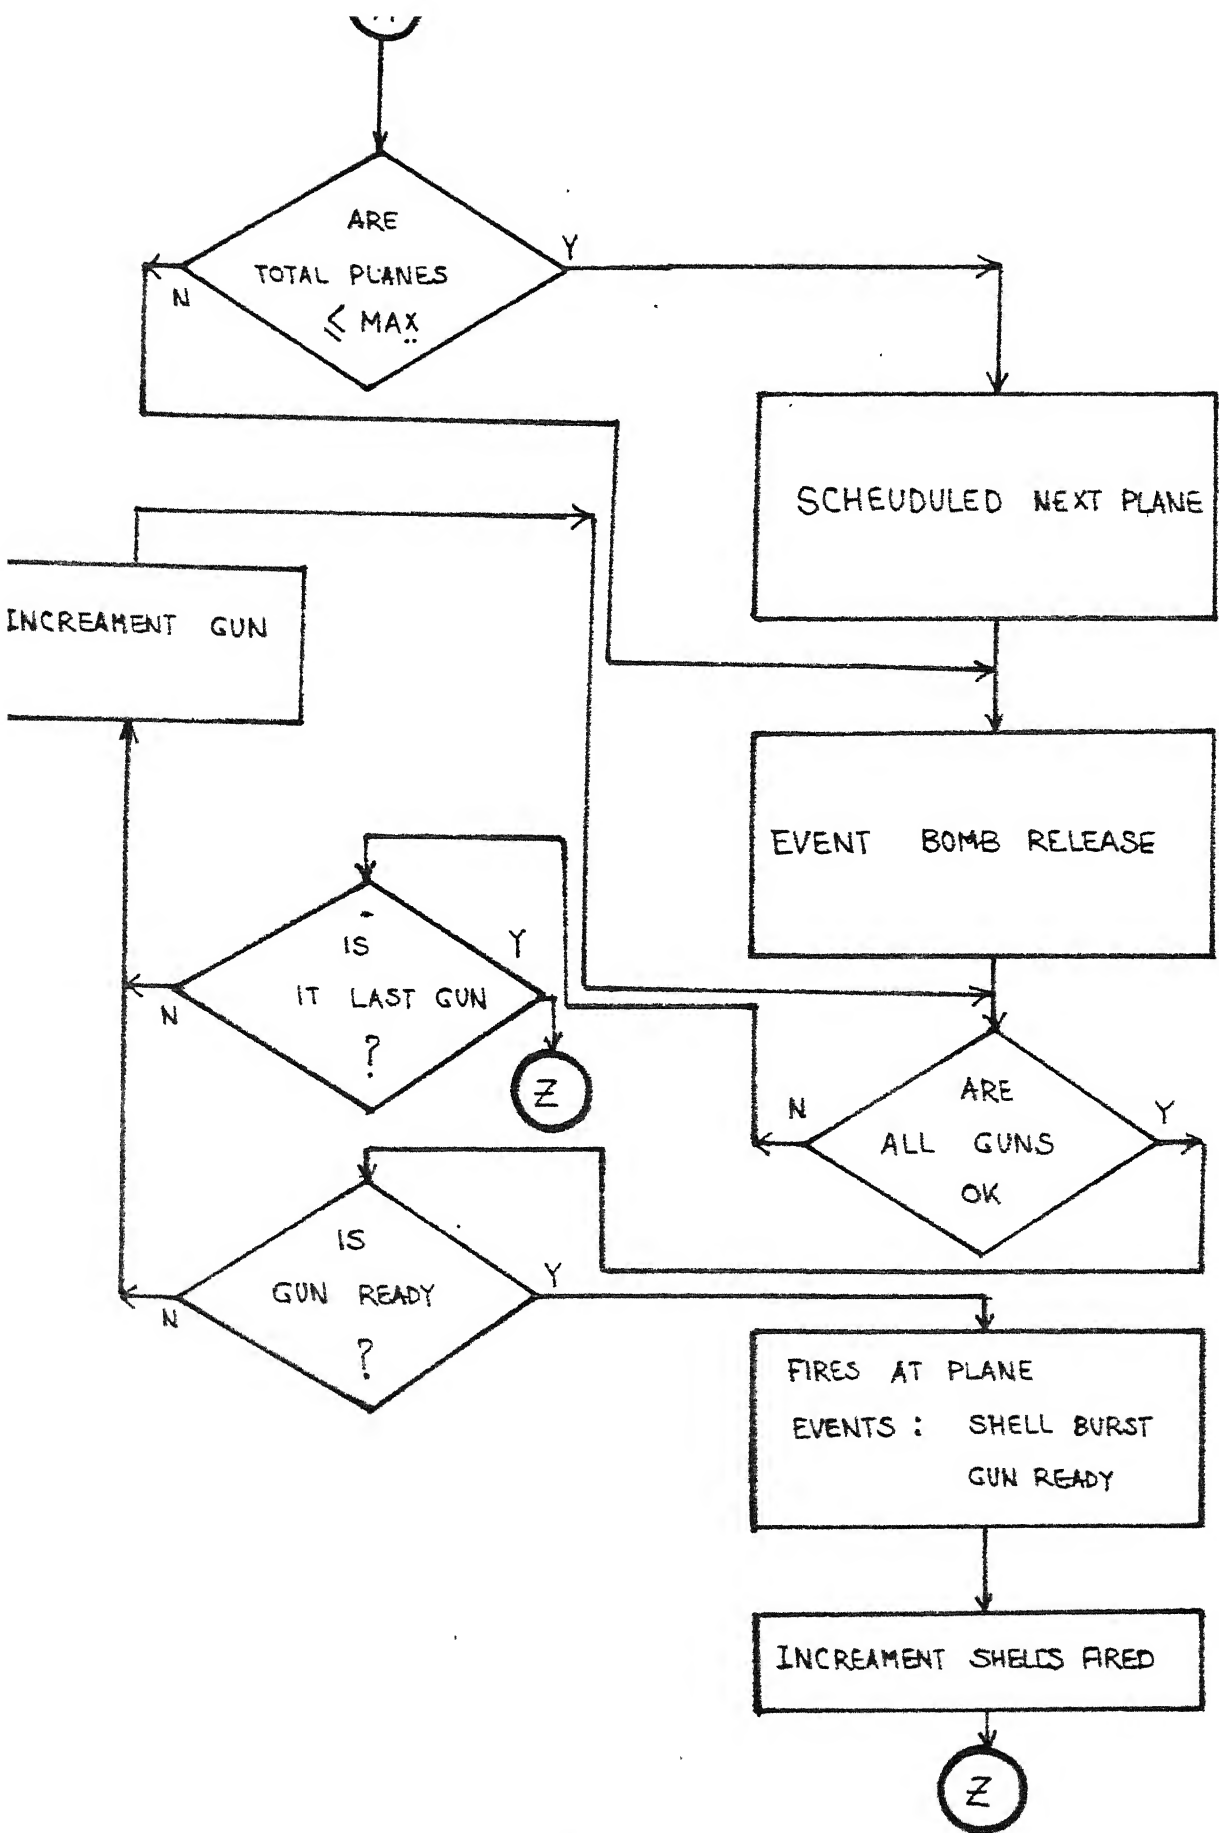 ARE
TOTAL PLANES
≤ MAX
Y
N
SCHEUDULED NEXT PLANE
INCREAMENT GUN
EVENT BOMB RELEASE
IS
IT LAST GUN
?
Y
N
Z
ARE
ALL GUNS
OK
N
Y
IS
GUN READY
?
Y
N
FIRES AT PLANE
EVENTS : SHELL BURST
GUN READY
INCREAMENT SHELLS FIRED
Z